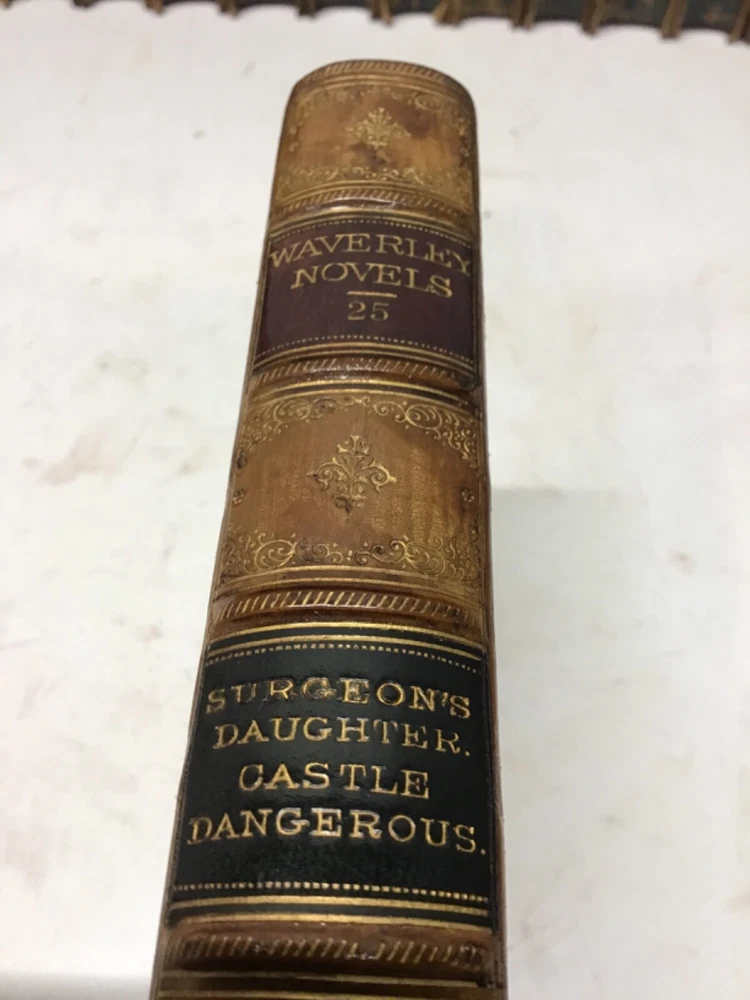 WAVERLEY
NOVELS
25
SURGEON'S
DAUGHTER.
CASTLE
DANGEROUS.